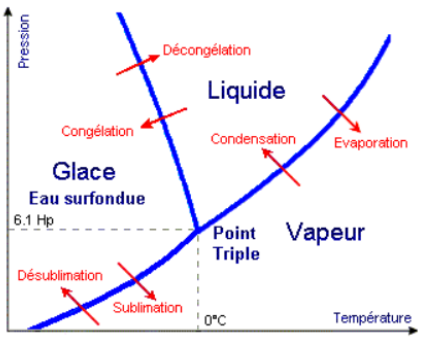 Pression
Décongélation
Liquide
Congélation
Condensation
Evaporation
Glace
Eau surfondue
6.1 Hp
Point
Triple
Vapeur
Désublimation
Sublimation
0°C
Température